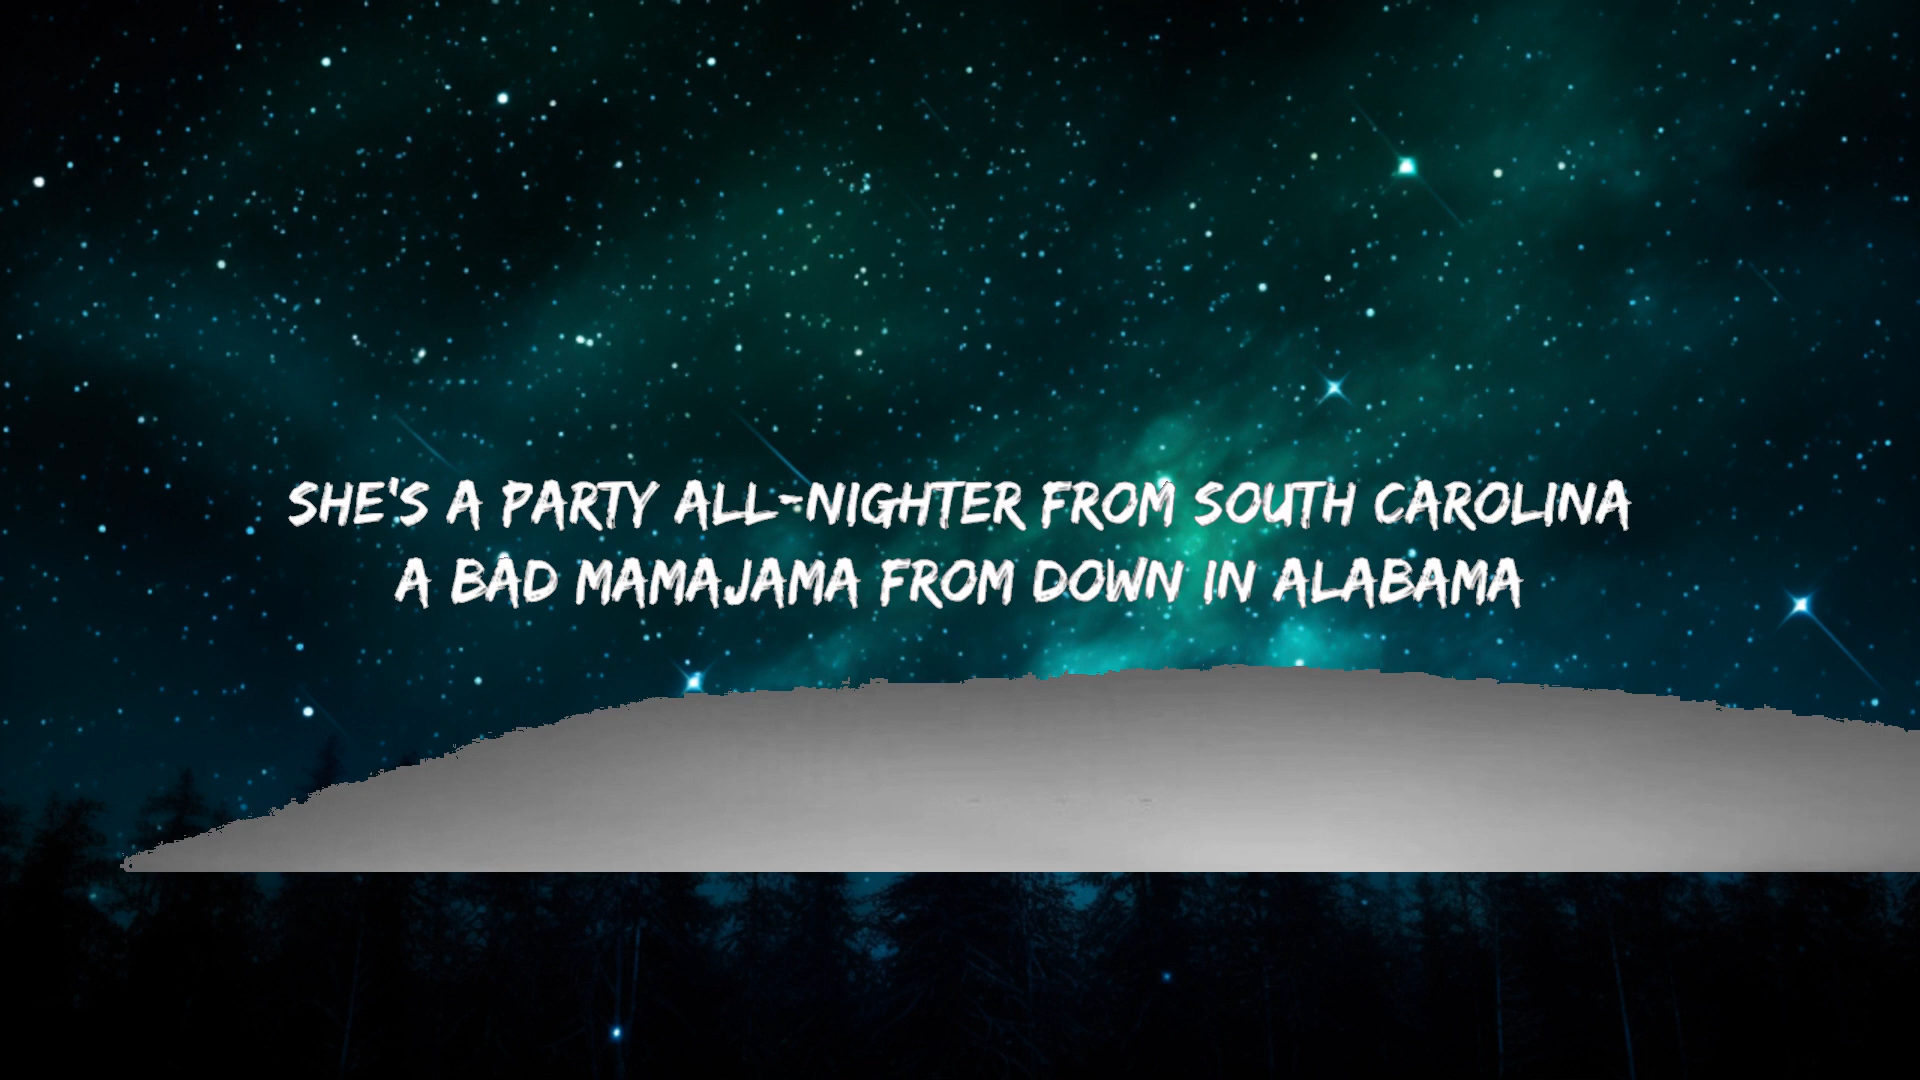 SHE'S A PARTY ALL-NIGHTER FROM SOUTH CAROLINA
A BAD MAMAJAMA FROM DOWN IN ALABAMA